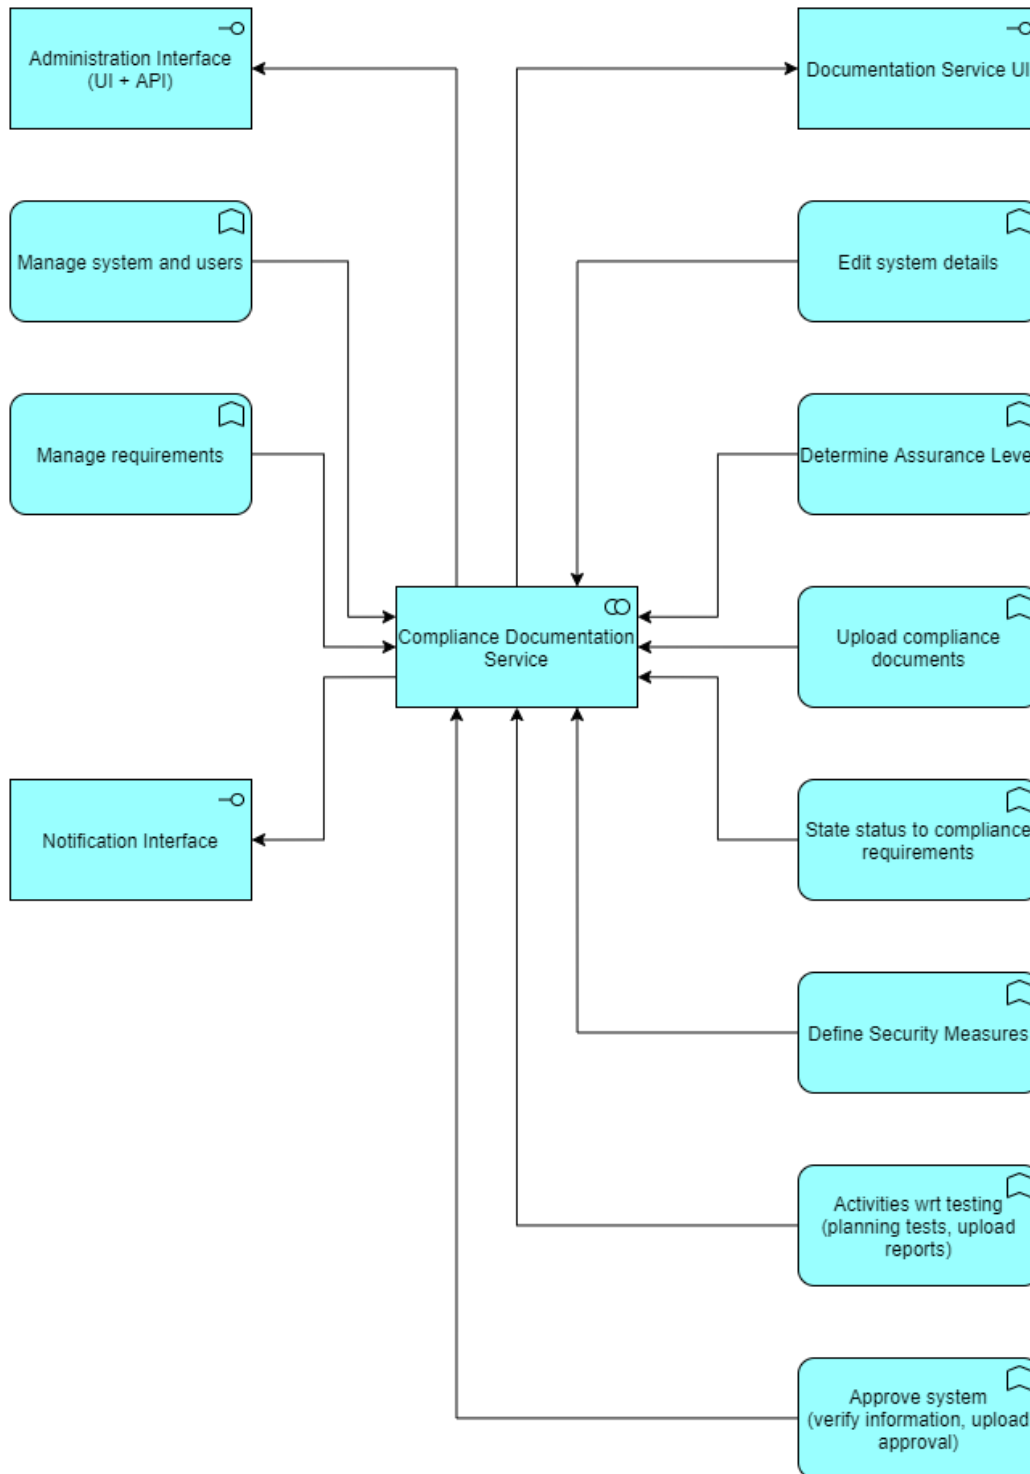 Administration Interface
(UI + API)
Documentation Service UI
Manage system and users
Edit system details
Manage requirements
Determine Assurance Leve
Compliance Documentation
Service
Upload compliance
documents
Notification Interface
State status to compliance
requirements
Define Security Measures
Activities wrt testing
(planning tests, upload
reports)
Approve system
(verify information, upload
approval)